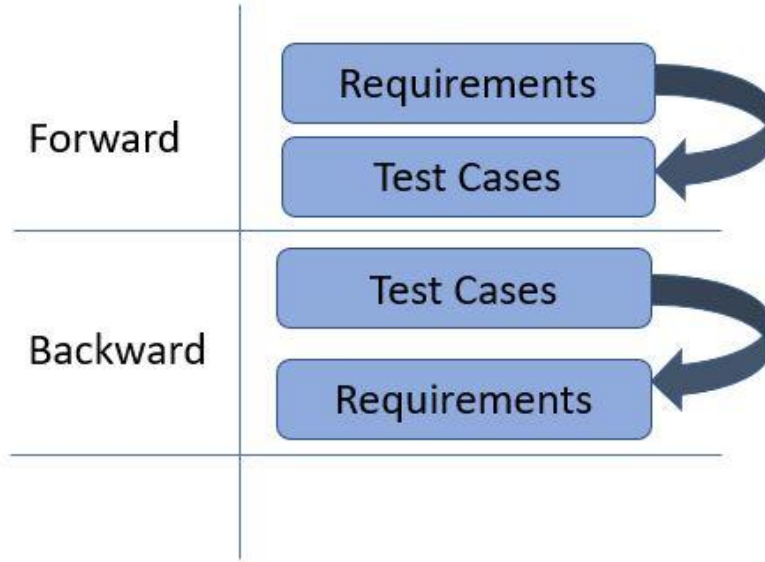 Forward
Requirements
Test Cases
Backward
Test Cases
Requirements